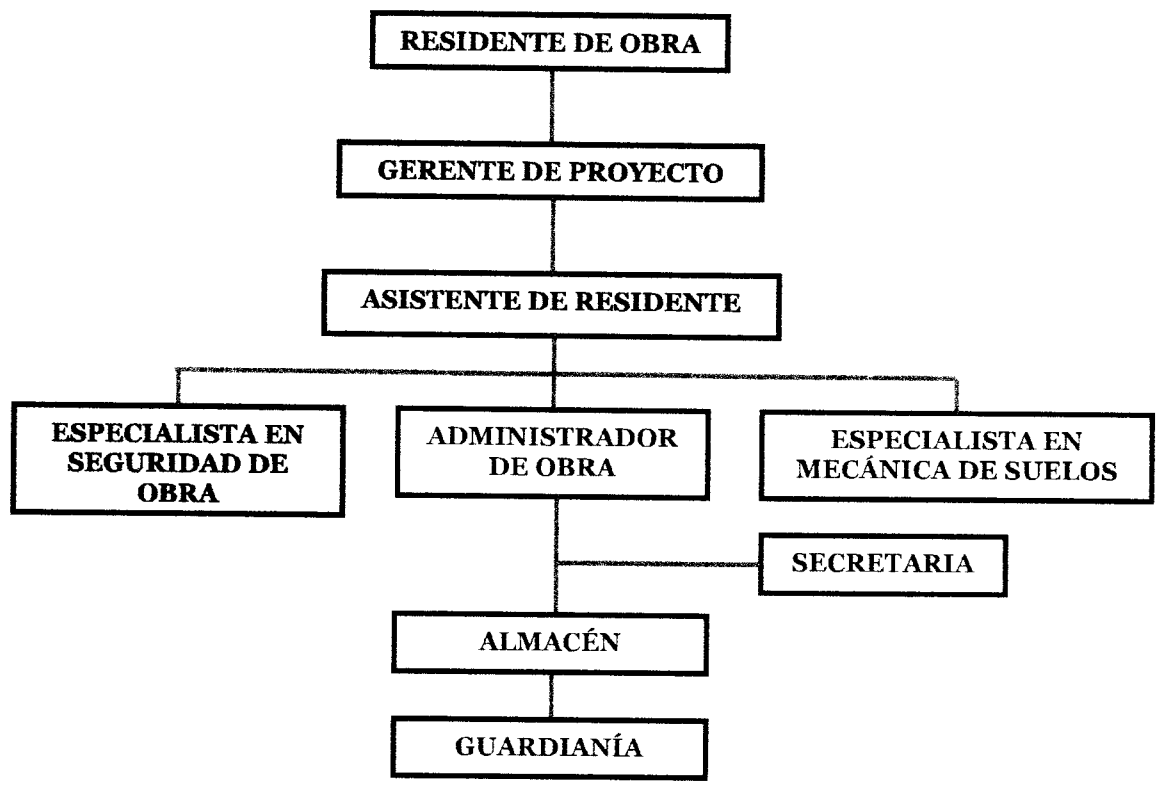 RESIDENTE DE OBRA
GERENTE DE PROYECTO
ASISTENTE DE RESIDENTE
ESPECIALISTA EN
SEGURIDAD DE
OBRA
ADMINISTRADOR
DE OBRA
ESPECIALISTA EN
MECÁNICA DE SUELOS
SECRETARIA
ALMACÉN
GUARDIANÍA